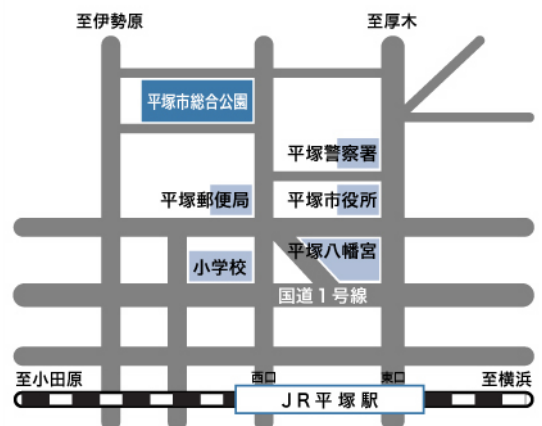 至伊勢原
至厚木
平塚市総合公園
平塚警察署
平塚郵便局
平塚市役所
平塚八幡宮
小学校
国道1号線
至小田原
西口
東口
至横浜
JR平塚駅